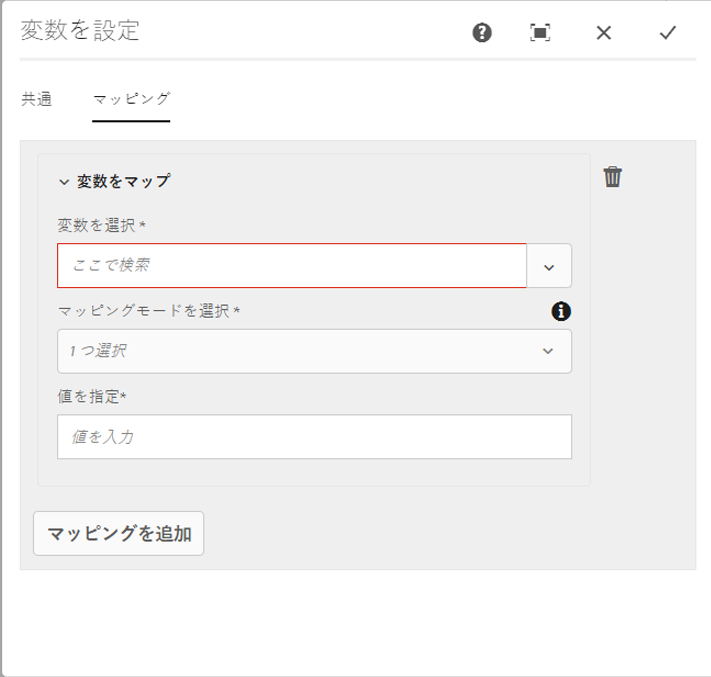 変数を設定
共通 マッピング
変数をマップ
変数を選択 *
ここで検索
マッピングモードを選択 *
1 つ選択
値を指定*
値を入力
マッピングを追加